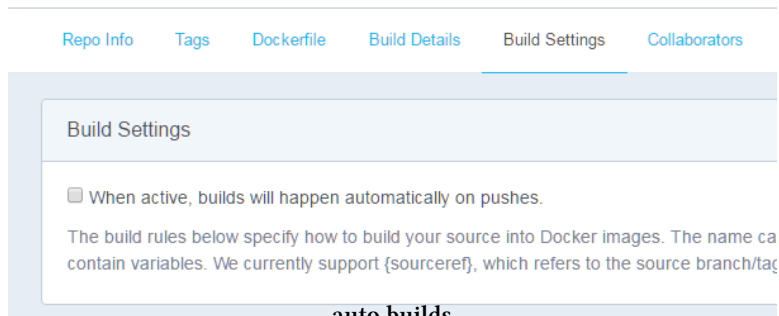 Repo Info Tags Dockerfile Build Details Build Settings Collaborators
Build Settings
When active, builds will happen automatically on pushes.
The build rules below specify how to build your source into Docker images. The name ca
contain variables. We currently support {sourceref}, which refers to the source branch/tag
auto builds